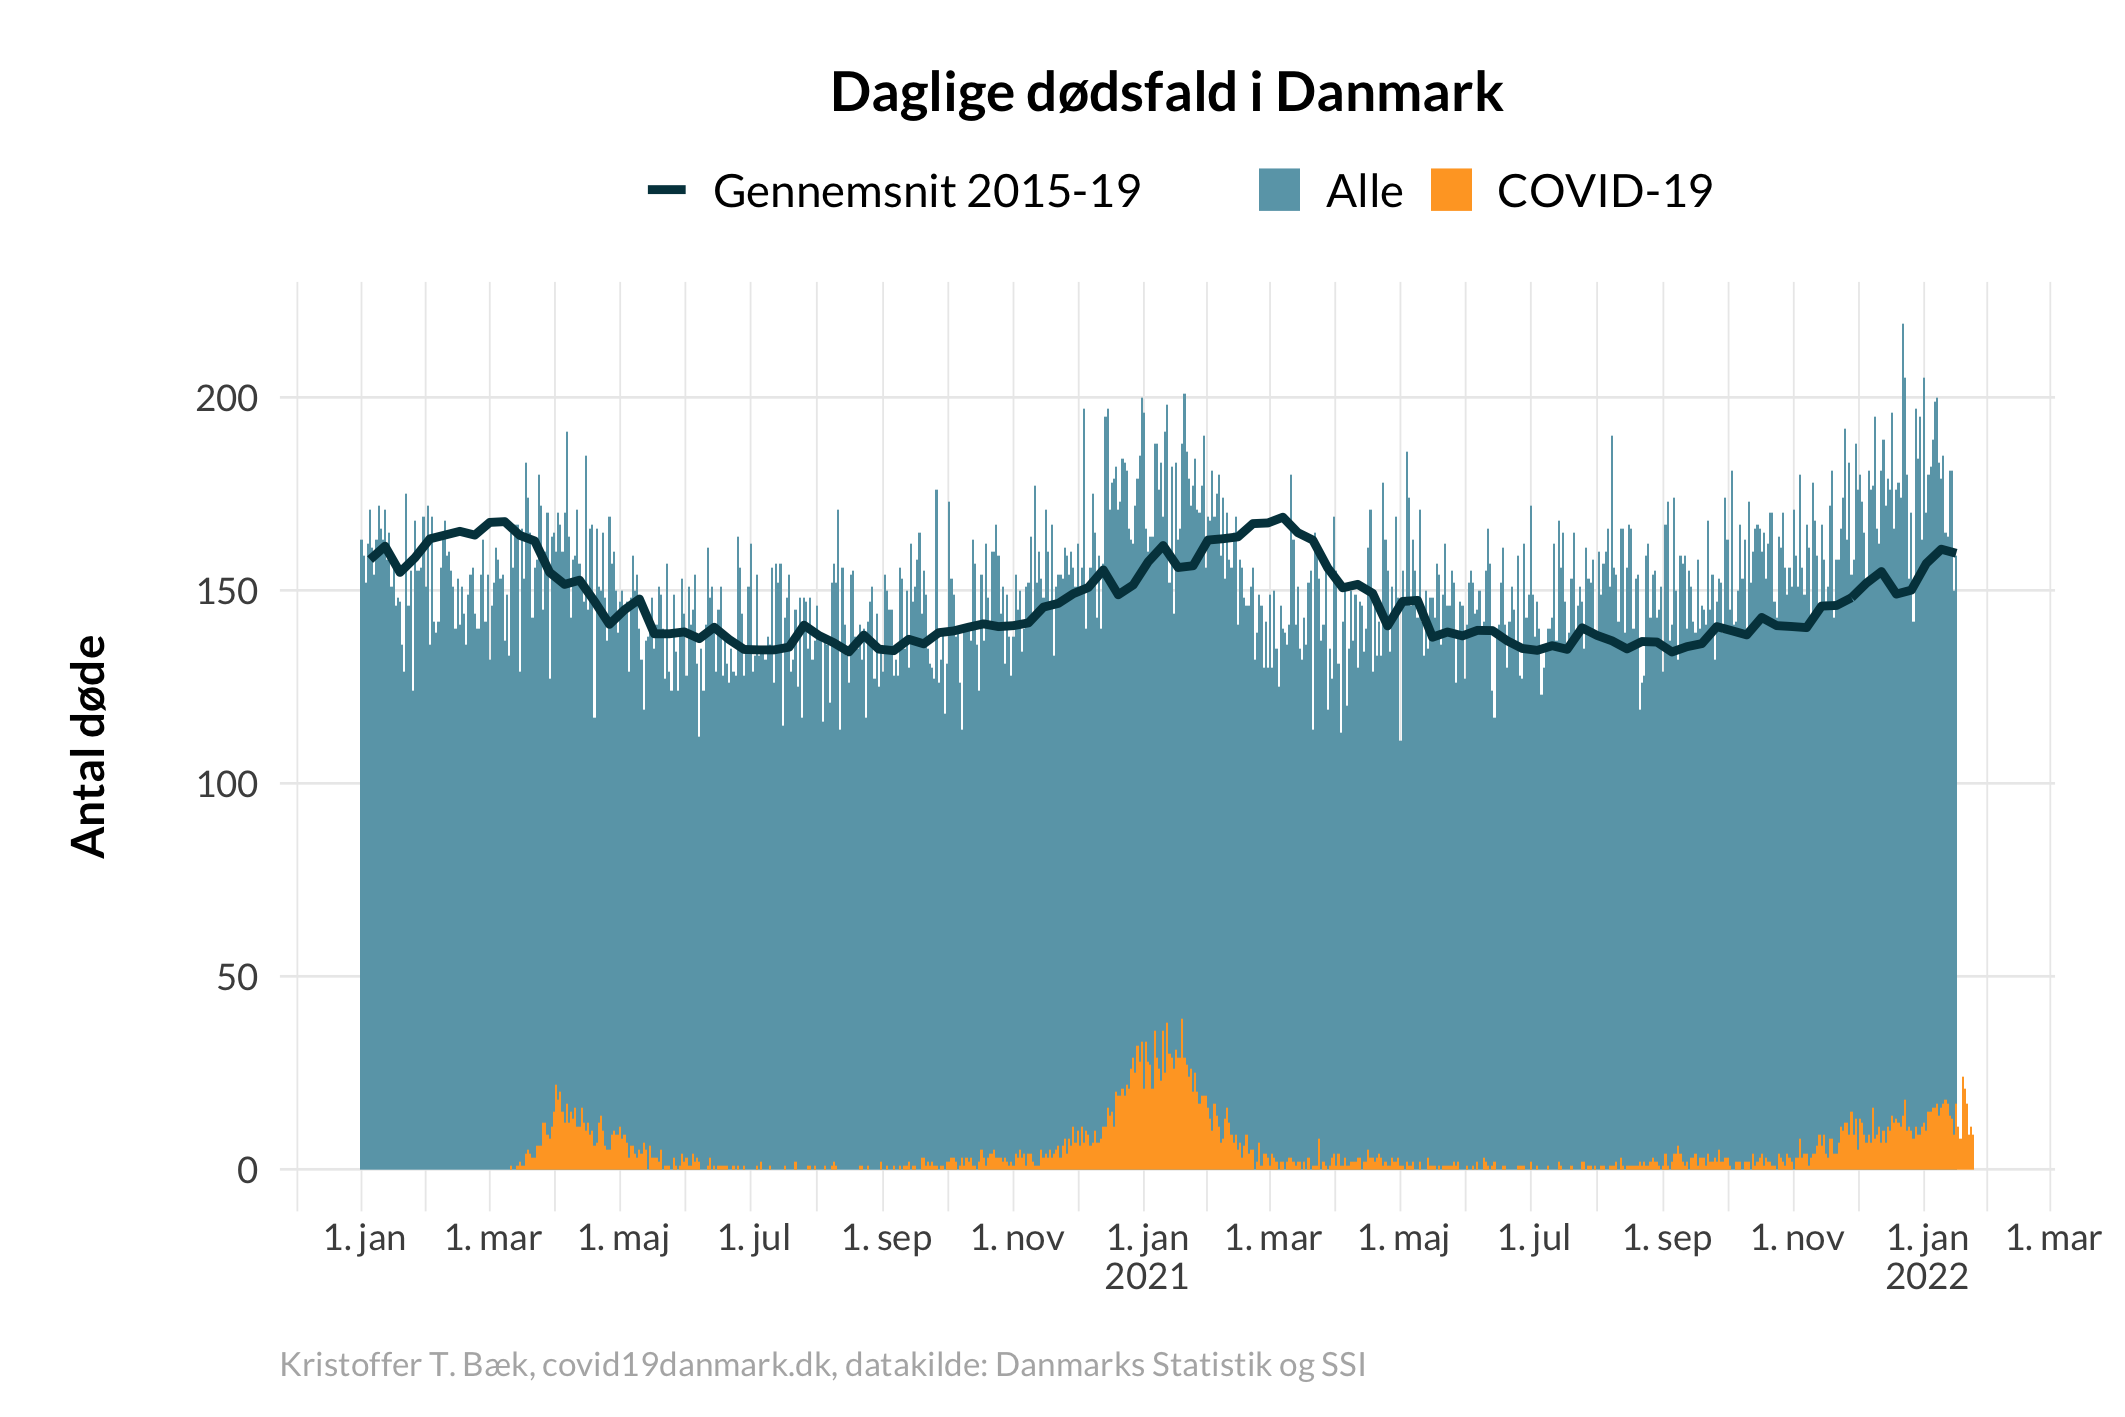 Daglige dødsfald i Danmark
Gennemsnit 2015-19 Alle COVID-19
Antal døde
200
150
100
50
0
1. jan 1. mar 1. maj 1. jul 1. sep 1. nov 1. jan 1. mar 1. maj 1. jul 1. sep 1. nov 1. jan 1. mar
2021 2022
Kristoffer T. Bæk, covid19danmark.dk, datakilde: Danmarks Statistik og SSI